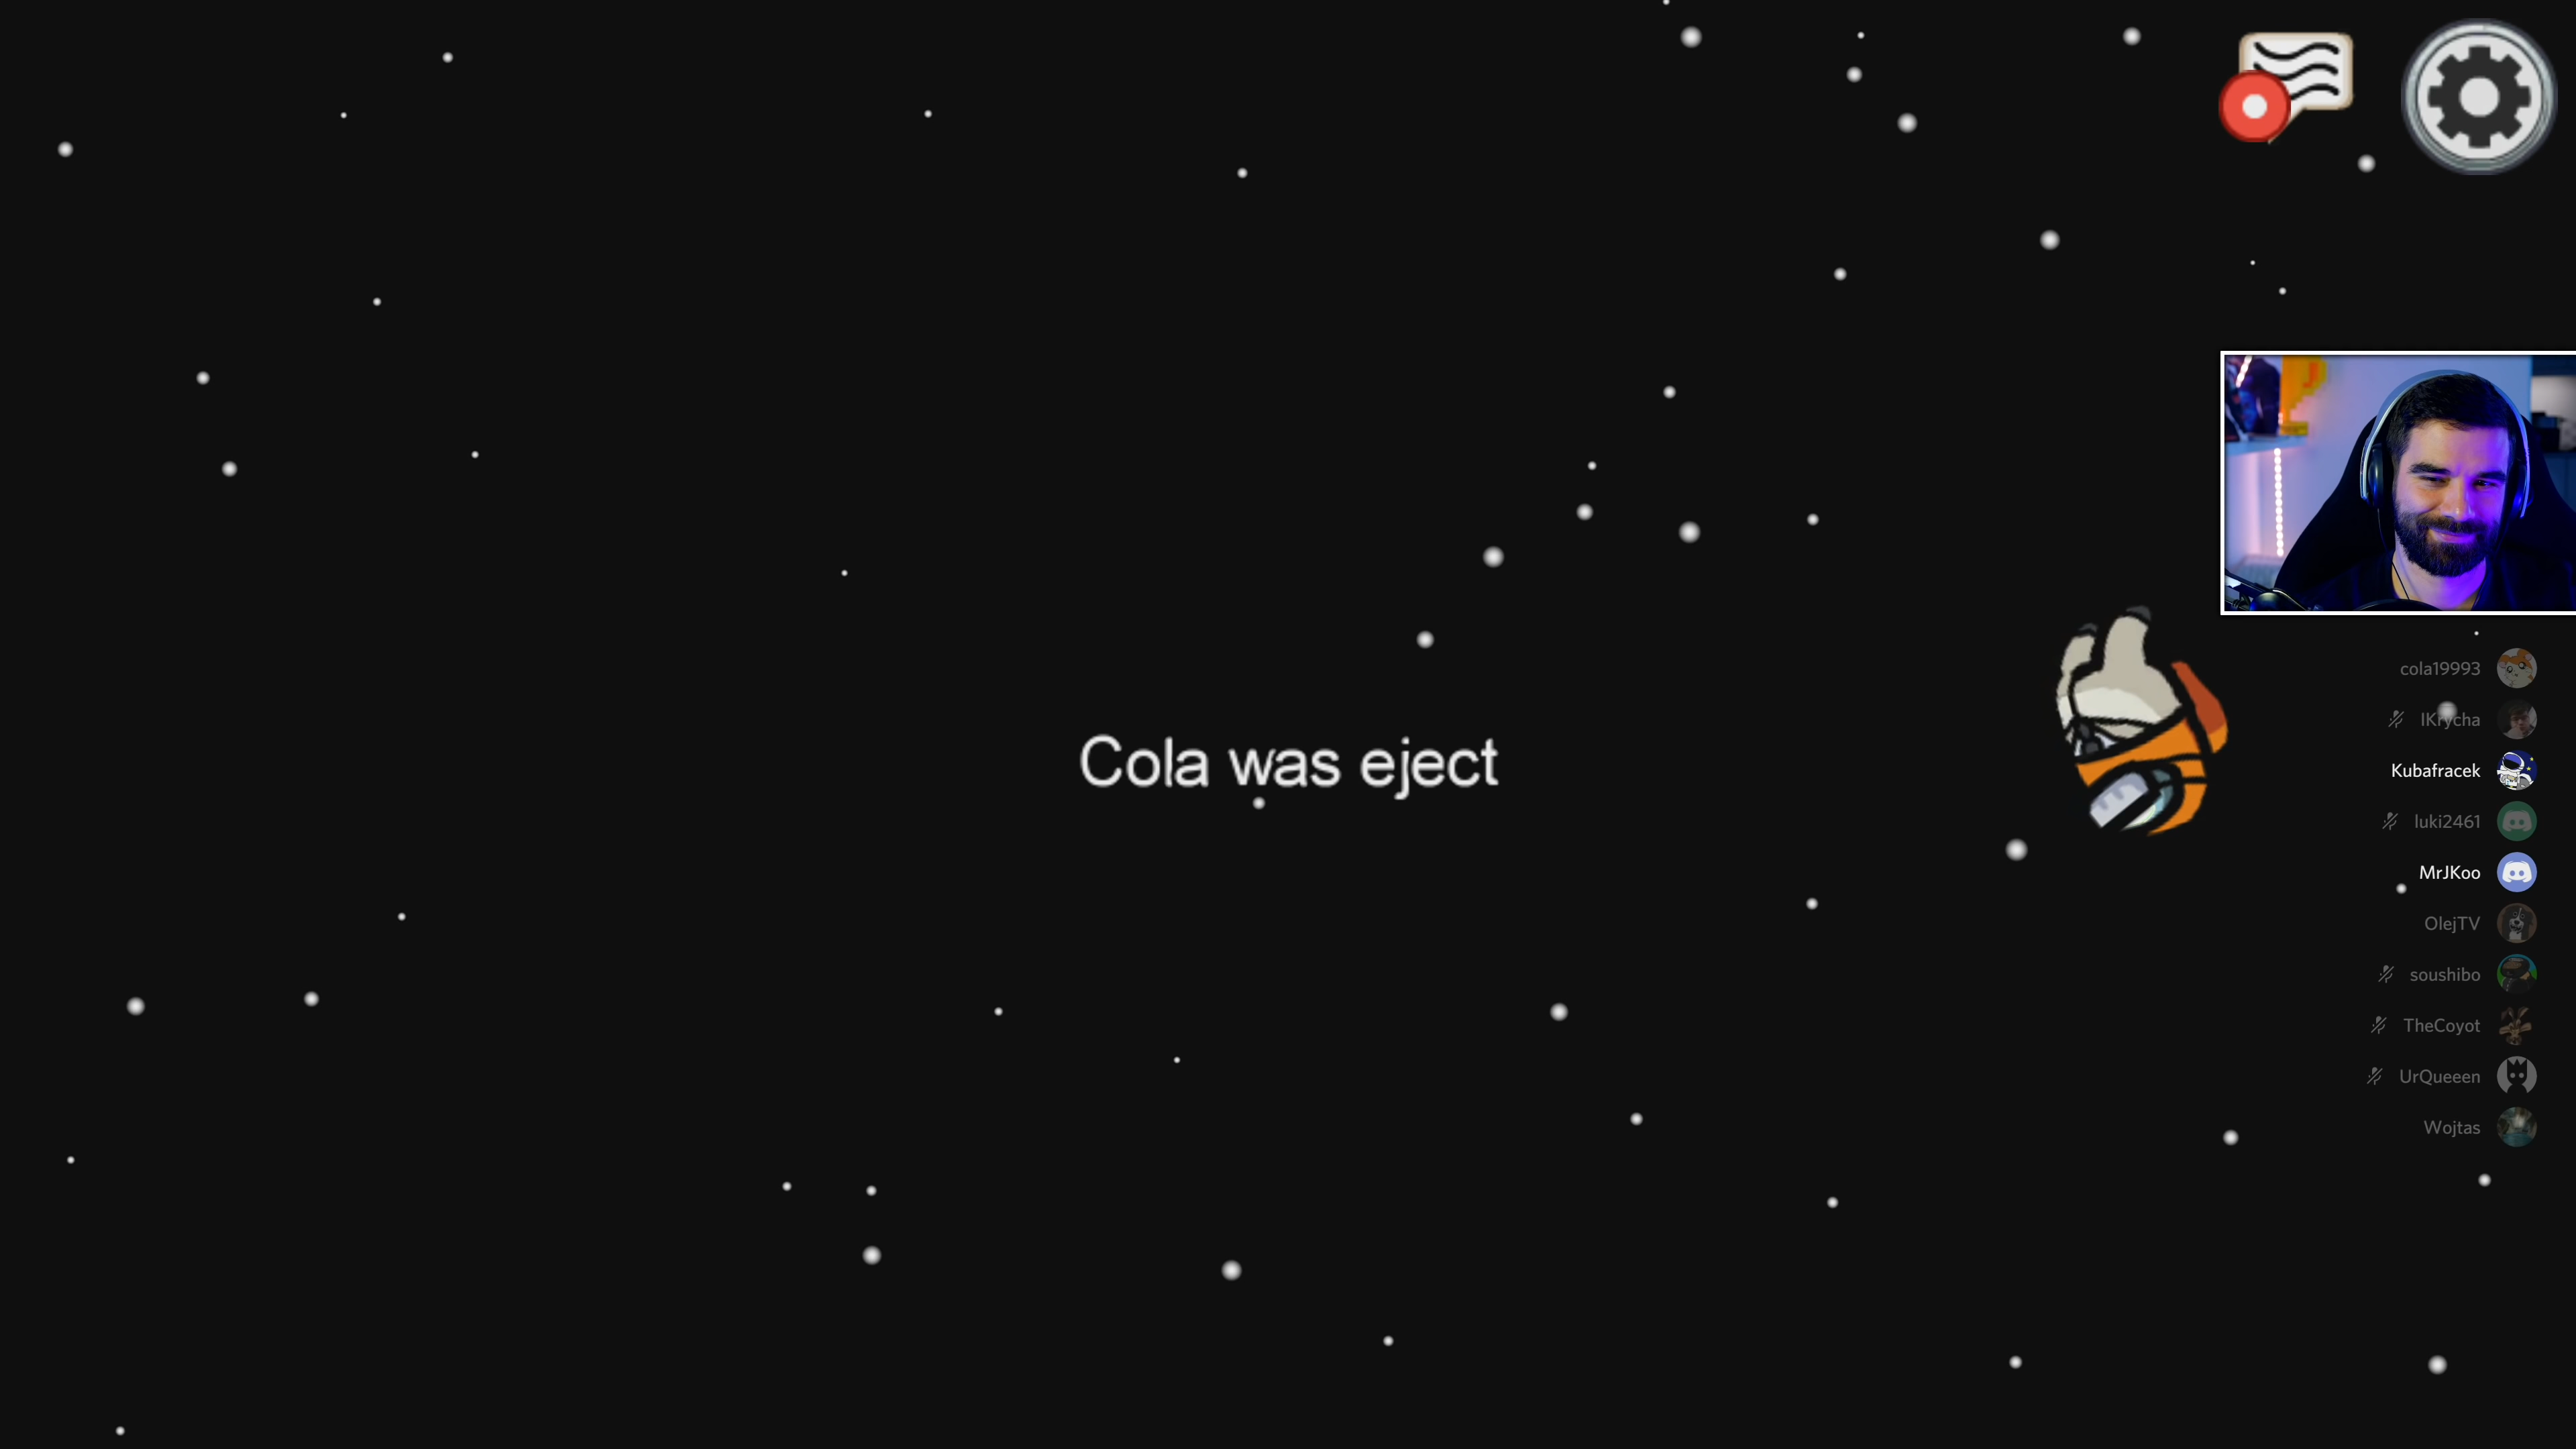 Cola was eject
cola19993
IKrycha
Kubafracek
luki2461
MrJKoo
OlejTV
soushibo
TheCoyot
UrQueeen
Wojtas